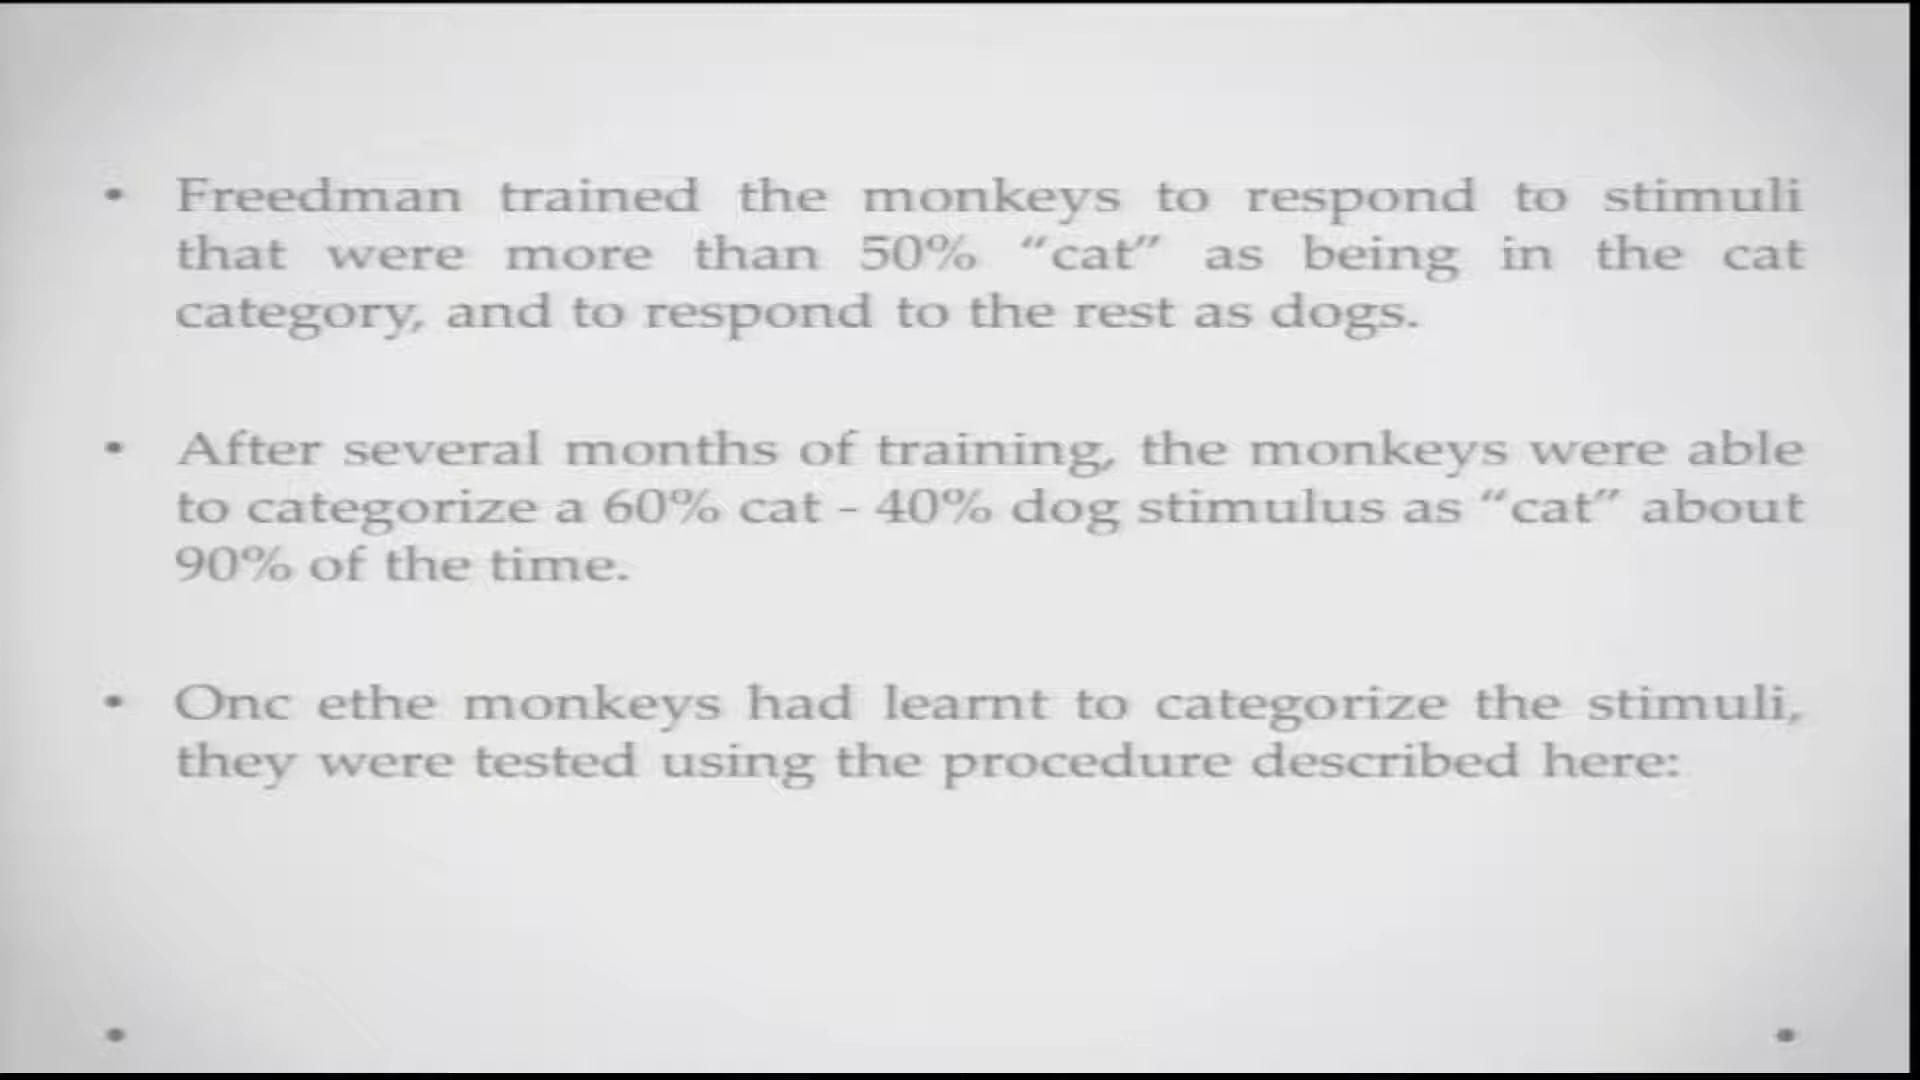 • Freedman trained the monkeys to respond to stimuli
that were more than 50% “cat” as being in the cat
category, and to respond to the rest as dogs.
• After several months of training, the monkeys were able
to categorize a 60% cat - 40% dog stimulus as “cat” about
90% of the time.
• Onc ethe monkeys had learnt to categorize the stimuli,
they were tested using the procedure described here: